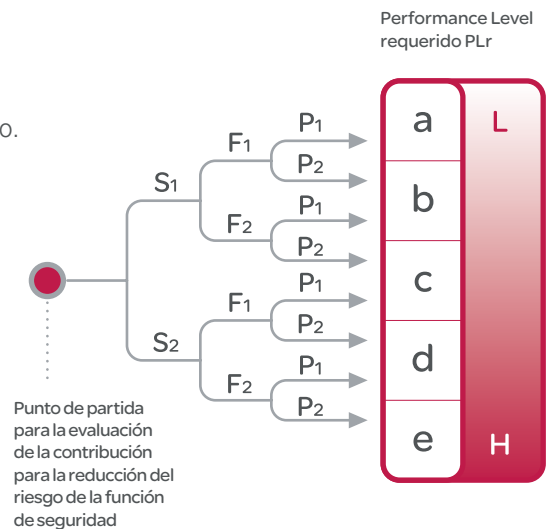 Performance Level
requerido PLr
o.
S1
F1
P1
P2
F2
P1
P2
S2
F1
P1
P2
F2
P1
P2
a
b
c
d
e
L
H
Punto de partida
para la evaluación
de la contribución
para la reducción del
riesgo de la función
de seguridad